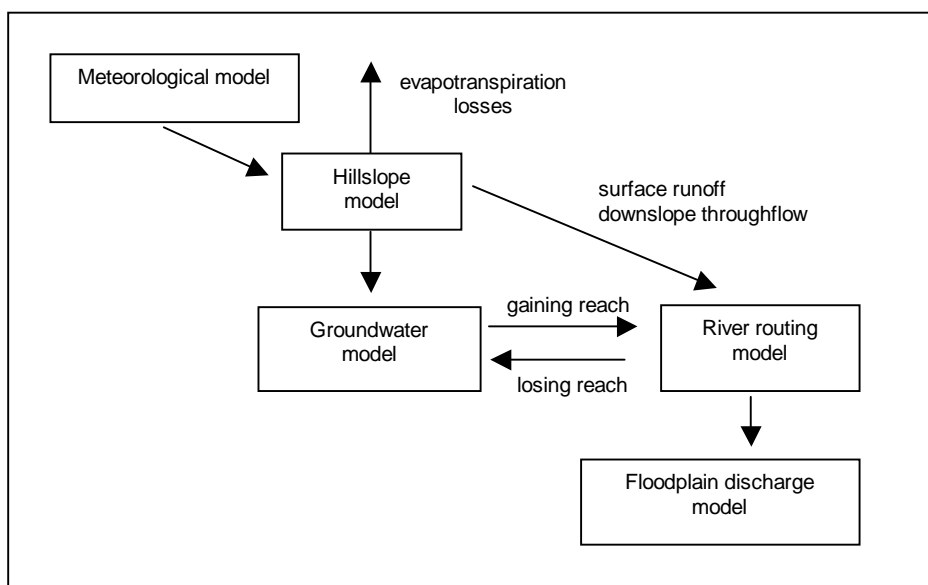 Meteorological model
evapotranspiration
losses
Hillslope
model
surface runoff
downslope throughflow
Groundwater
model
gaining reach
losing reach
River routing
model
Floodplain discharge
model